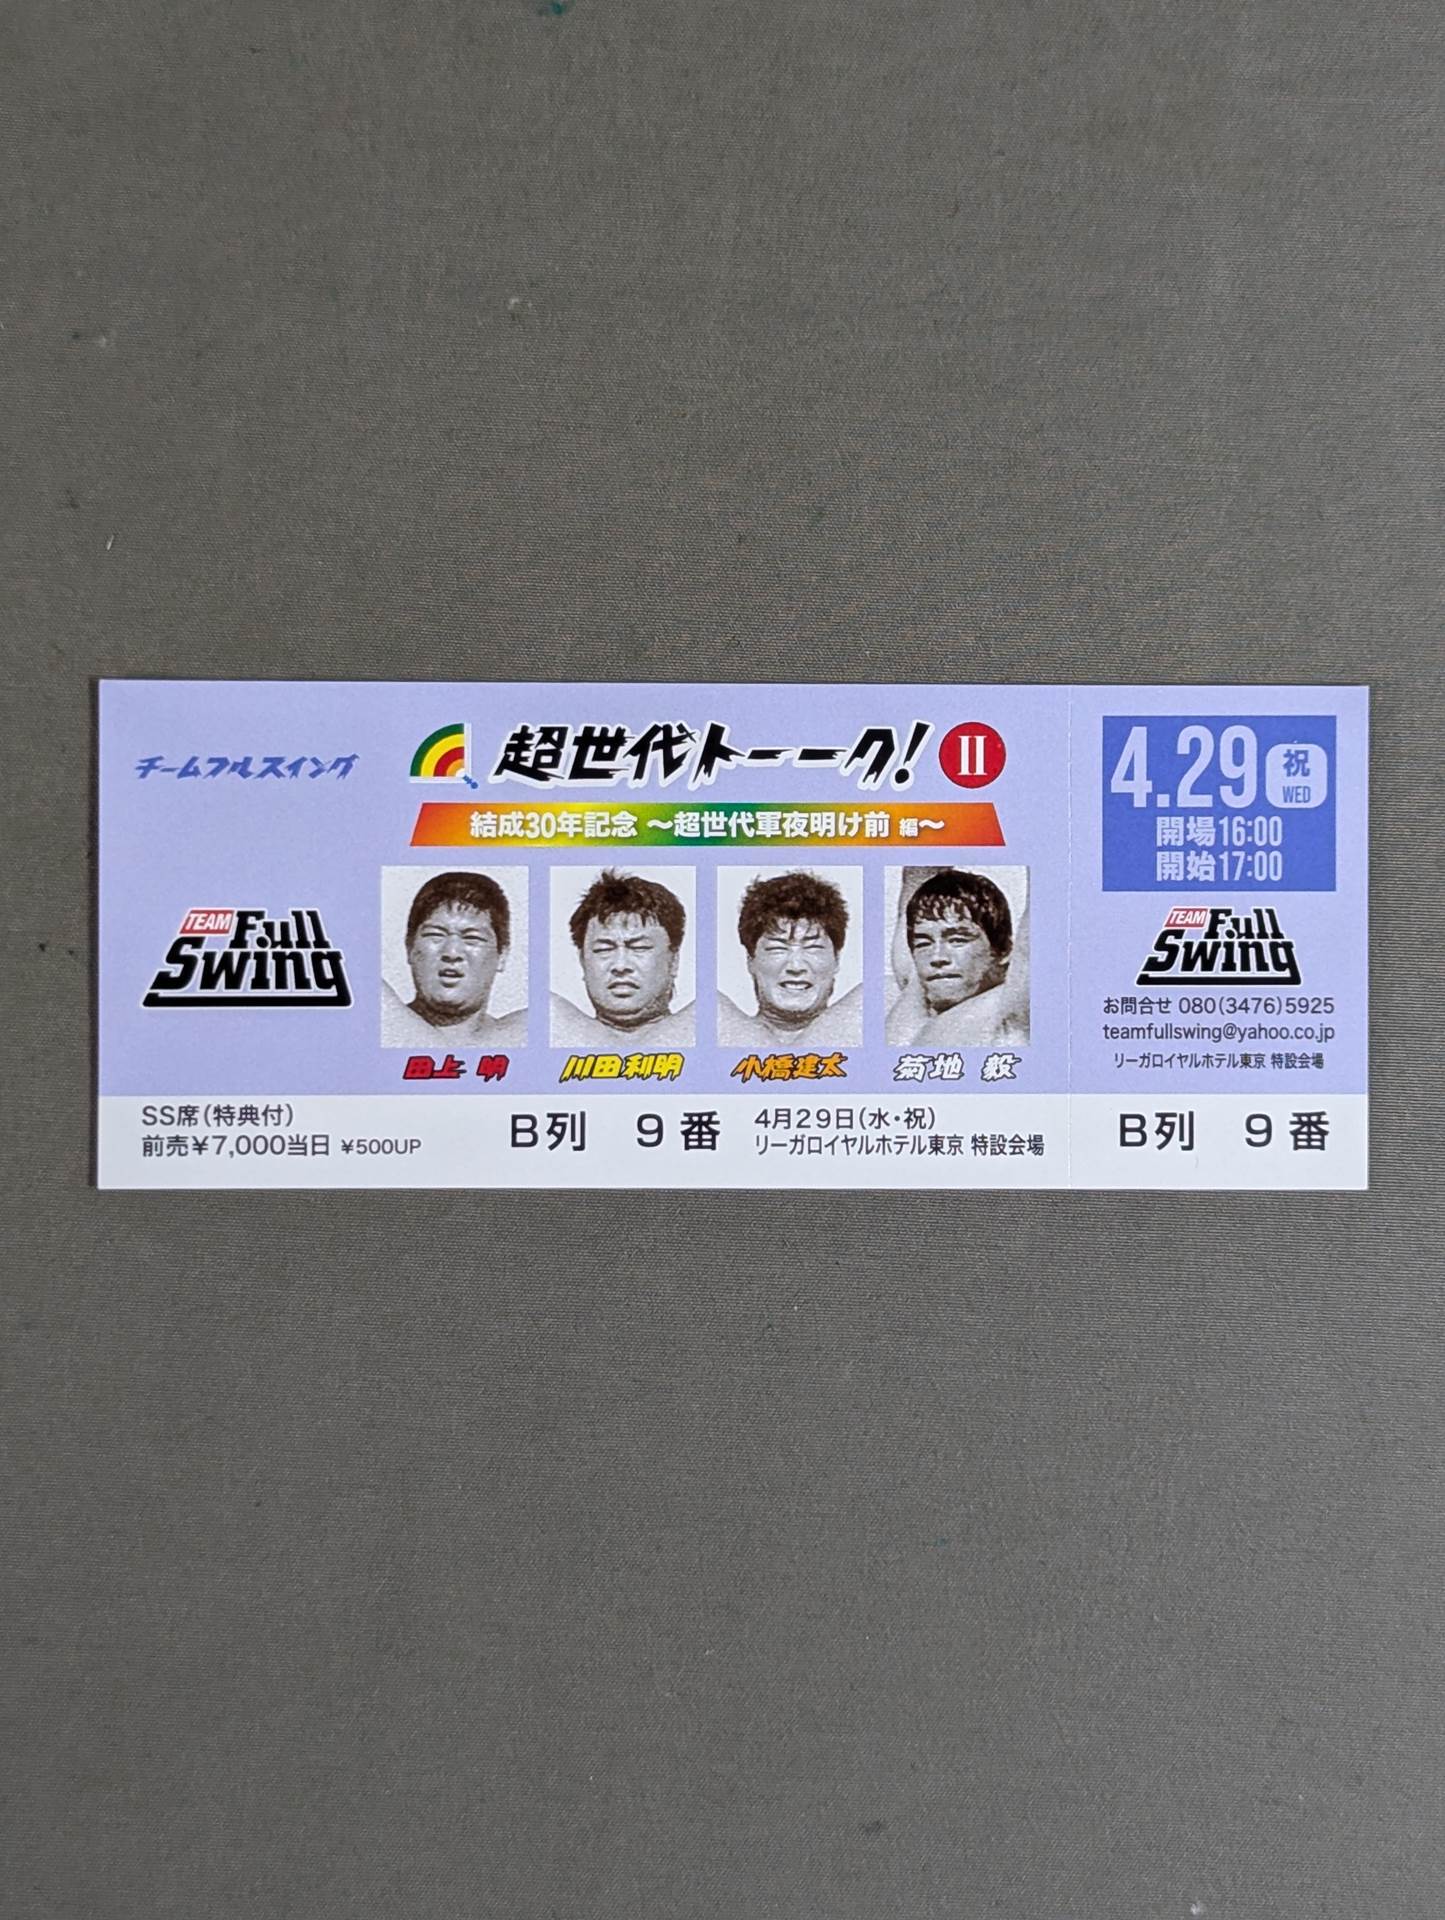 チームフルスイング
超世代トーーク! II
結成30年記念 〜超世代軍夜明け前 編〜
TEAM Full Swing
田上 明
川田利明
小橋建太
菊地 毅
SS席(特典付)
前売¥7,000当日 ¥500UP
B列 9番
4月29日(水・祝)
リーガロイヤルホテル東京 特設会場
4.29 祝 WED
開場16:00
開始17:00
TEAM Full Swing
お問合せ 080(3476)5925
teamfullswing@yahoo.co.jp
リーガロイヤルホテル東京 特設会場
B列 9番